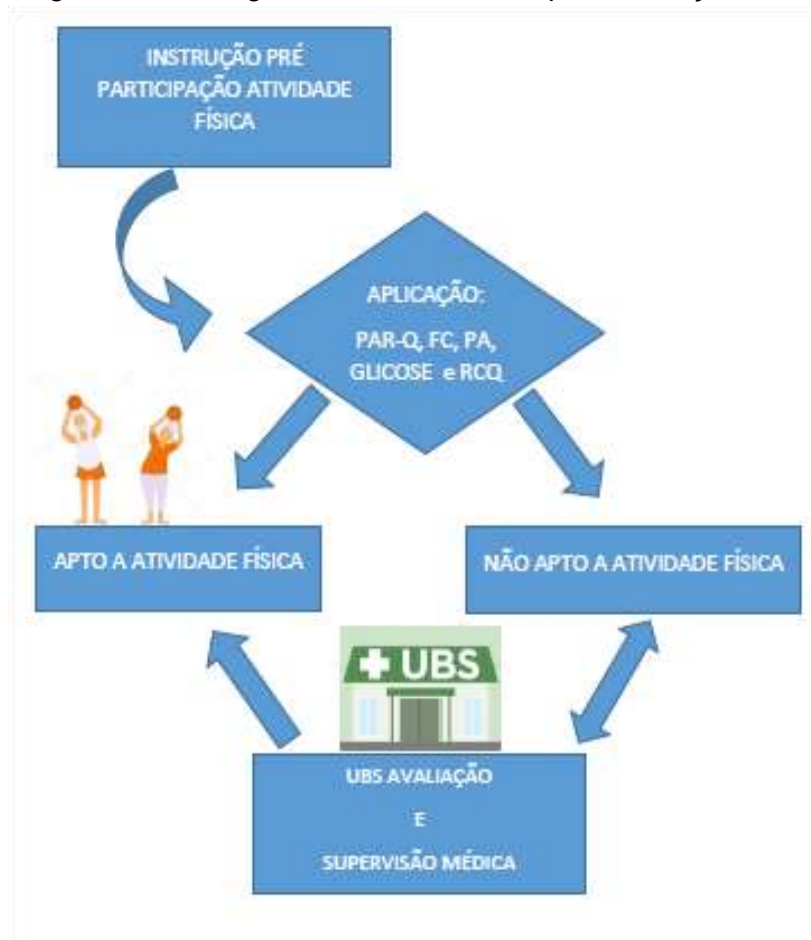 INSTRUÇÃO PRÉ
PARTICIPAÇÃO ATIVIDADE
FÍSICA
APLICAÇÃO:
PAR-Q, FC, PA,
GLICOSE e RCQ
APTO A ATIVIDADE FÍSICA
NÃO APTO A ATIVIDADE FÍSICA
UBS
UBS AVALIAÇÃO
E
SUPERVISÃO MÉDICA